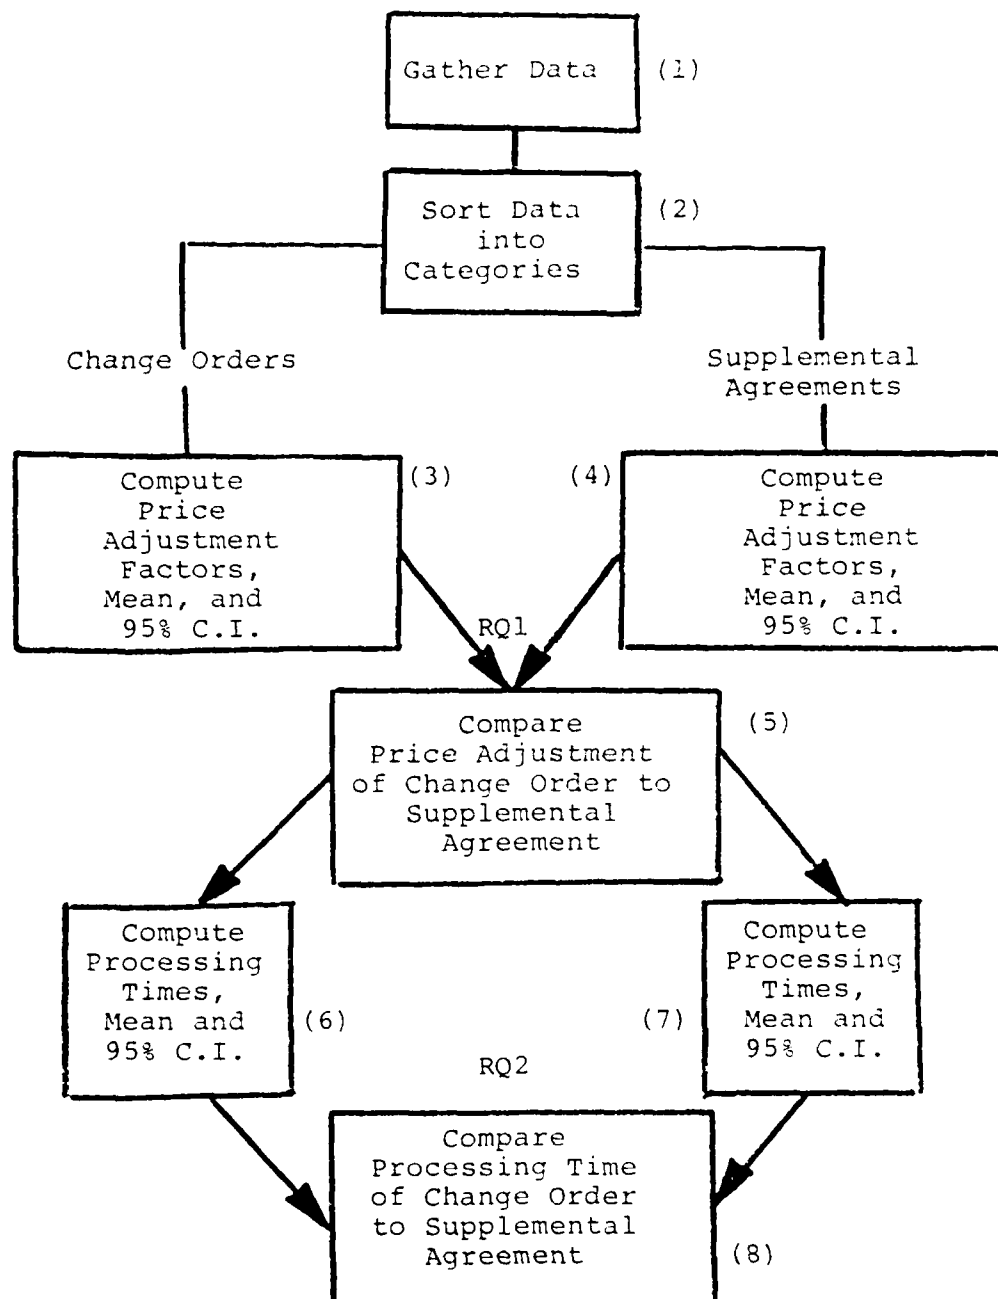 Gather Data (1)
Sort Data (2)
into
Categories
Change Orders
Supplemental
Agreements
Compute
Price
Adjustment
Factors,
Mean, and
95% C.I.
(3)
(4)
Compute
Price
Adjustment
Factors,
Mean, and
95% C.I.
RQ1
Compare (5)
Price Adjustment
of Change Order to
Supplemental
Agreement
Compute
Processing
Times,
Mean and
95% C.I.
(6)
(7)
Compute
Processing
Times,
Mean and
95% C.I.
RQ2
Compare
Processing Time
of Change Order
to Supplemental
Agreement
(8)